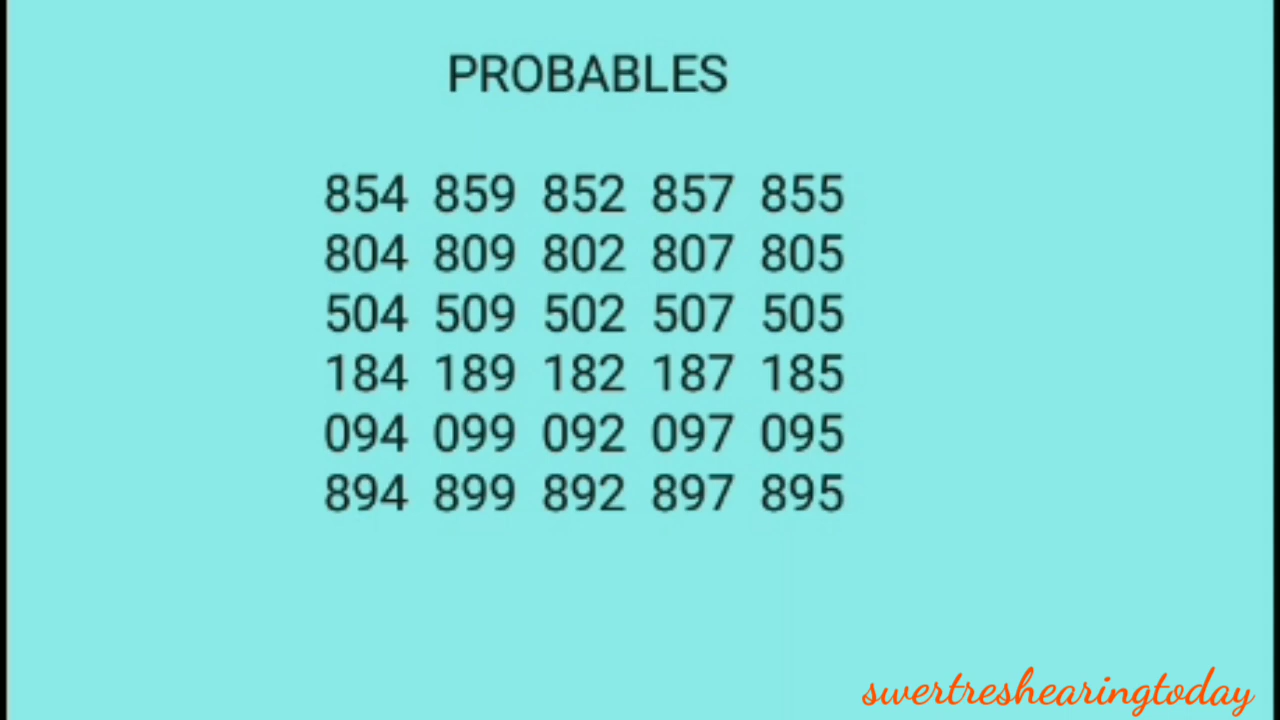 PROBABLES
854 859 852 857 855
804 809 802 807 805
504 509 502 507 505
184 189 182 187 185
094 099 092 097 095
894 899 892 897 895
swertreshearingtoday